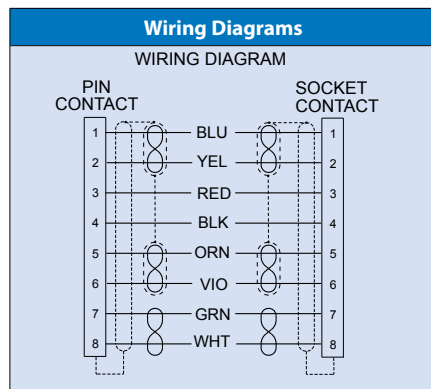 Wiring Diagrams
WIRING DIAGRAM
PIN
CONTACT
SOCKET
CONTACT
1 BLU 1
2 YEL 2
3 RED 3
4 BLK 4
5 ORN 5
6 VIO 6
7 GRN 7
8 WHT 8